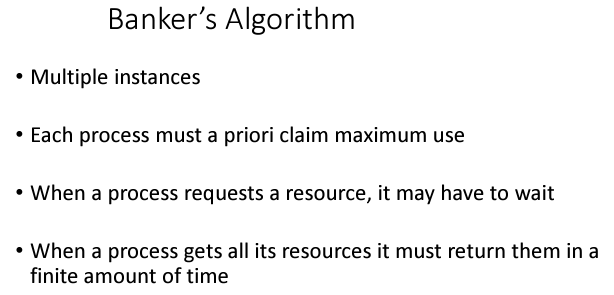 Banker’s Algorithm
• Multiple instances
• Each process must a priori claim maximum use
• When a process requests a resource, it may have to wait
• When a process gets all its resources it must return them in a
finite amount of time